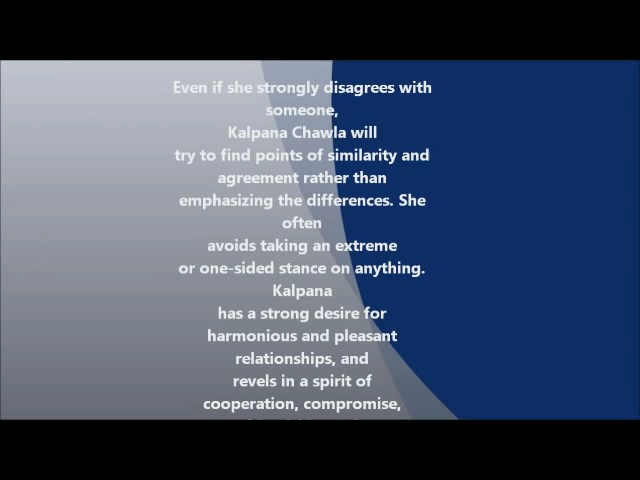 Even if she strongly disagrees with
someone,
Kalpana Chawla will
try to find points of similarity and
agreement rather than
emphasizing the differences. She
often
avoids taking an extreme
or one-sided stance on anything.
Kalpana
has a strong desire for
harmonious and pleasant
relationships, and
revels in a spirit of
cooperation, compromise,